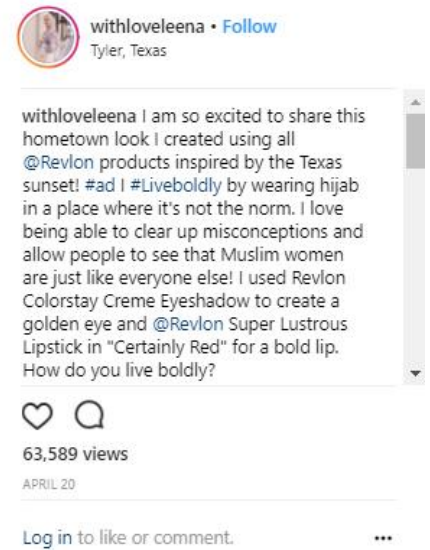 withloveleena • Follow
Tyler, Texas
withloveleena I am so excited to share this
hometown look I created using all
@Revlon products inspired by the Texas
sunset! #ad I #Liveboldly by wearing hijab
in a place where it's not the norm. I love
being able to clear up misconceptions and
allow people to see that Muslim women
are just like everyone else! I used Revlon
Colorstay Creme Eyeshadow to create a
golden eye and @Revlon Super Lustrous
Lipstick in "Certainly Red" for a bold lip.
How do you live boldly?
63,589 views
APRIL 20
Log in to like or comment.